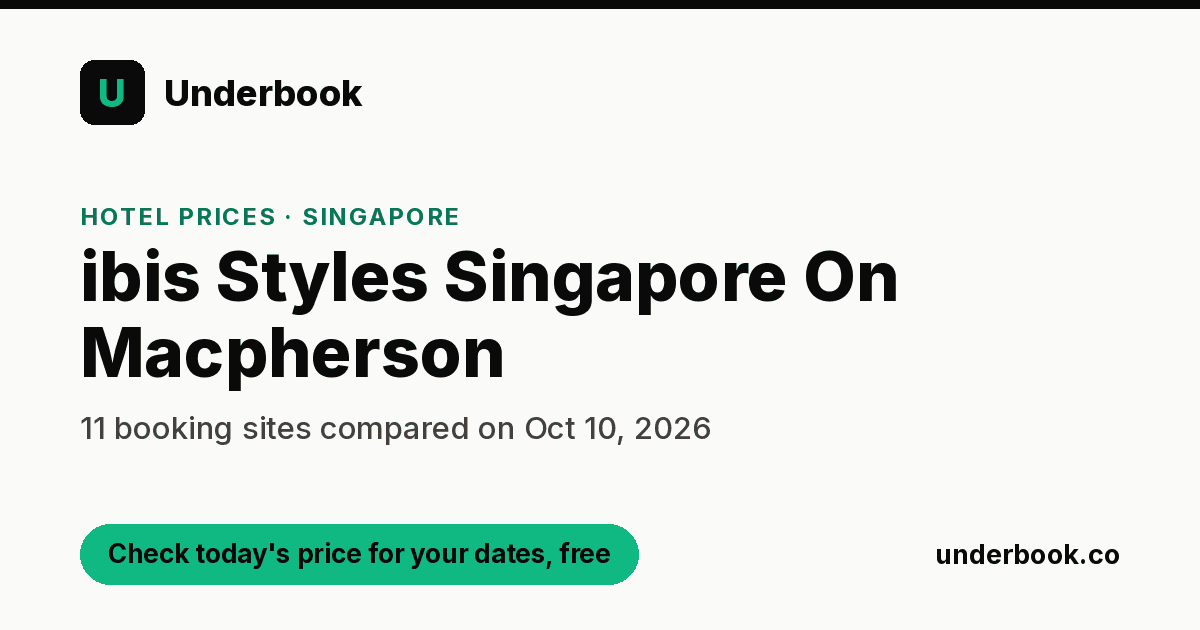 U Underbook
HOTEL PRICES · SINGAPORE
ibis Styles Singapore On
Macpherson
11 booking sites compared on Oct 10, 2026
Check today's price for your dates, free
underbook.co